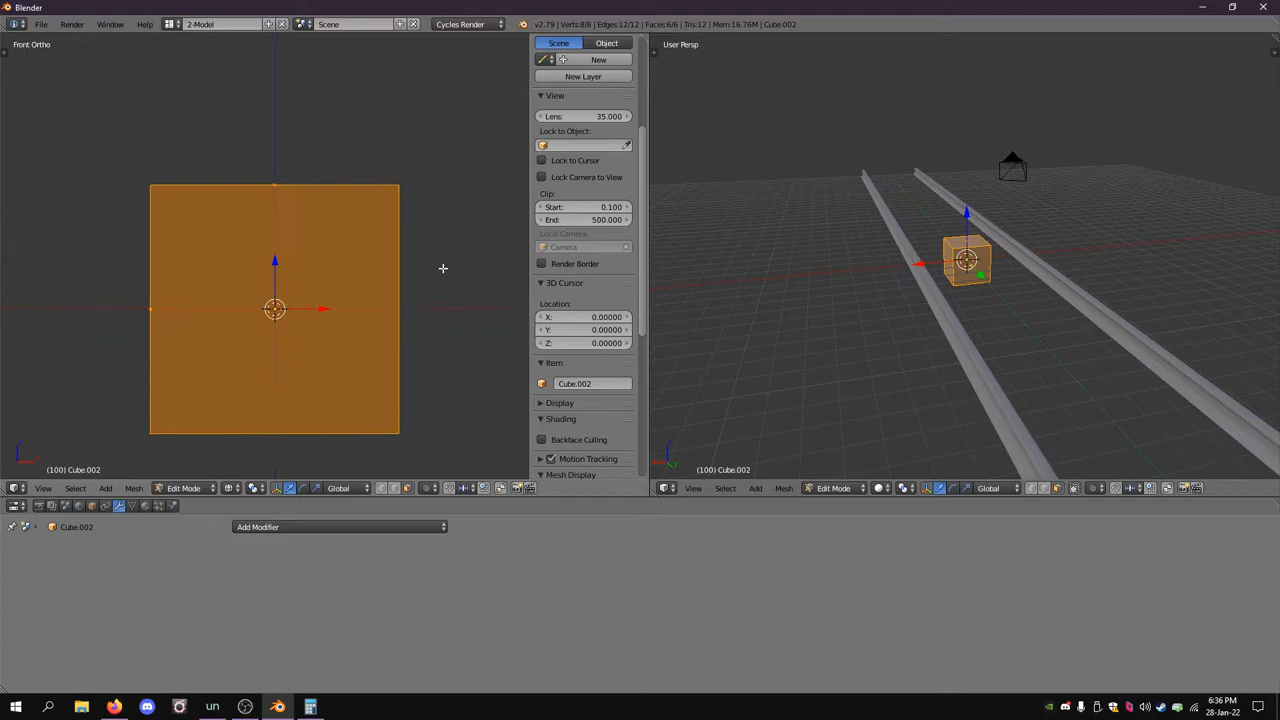 Blender
File Render Window Help 2-Model Scene Cycles Render v2.79 | Verts:8/8 | Edges:12/12 | Faces:6/6 | Tris:12 | Mem:16.76M | Cube.002
Front Ortho
Scene Object
New
New Layer
View
Lens: 35.000
Lock to Object:
Lock to Cursor
Lock Camera to View
Clip:
Start: 0.100
End: 500.000
Local Camera:
Camera
Render Border
3D Cursor
Location:
X: 0.00000
Y: 0.00000
Z: 0.00000
Item
Cube.002
Display
Shading
Backface Culling
Motion Tracking
Mesh Display
(100) Cube.002
View Select Add Mesh Edit Mode Global
User Persp
(100) Cube.002
View Select Add Mesh Edit Mode Global
Cube.002 Add Modifier
un
6:36 PM
28-Jan-22